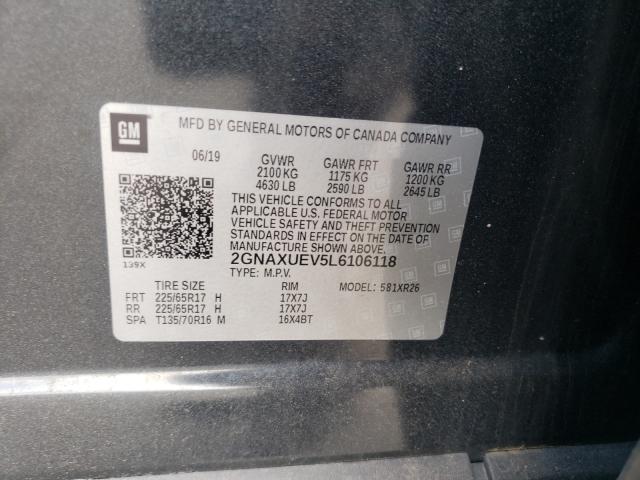 GM
MFD BY GENERAL MOTORS OF CANADA COMPANY
06/19 GVWR GAWR FRT GAWR RR
2100 KG 1175 KG 1200 KG
4630 LB 2590 LB 2645 LB
THIS VEHICLE CONFORMS TO ALL
APPLICABLE U.S. FEDERAL MOTOR
VEHICLE SAFETY AND THEFT PREVENTION
STANDARDS IN EFFECT ON THE DATE OF
MANUFACTURE SHOWN ABOVE.
139X 2GNAXUEV5L6106118
TYPE: M.P.V.
TIRE SIZE RIM MODEL: 581XR26
FRT 225/65R17 H 17X7J
RR 225/65R17 H 17X7J
SPA T135/70R16 M 16X4BT